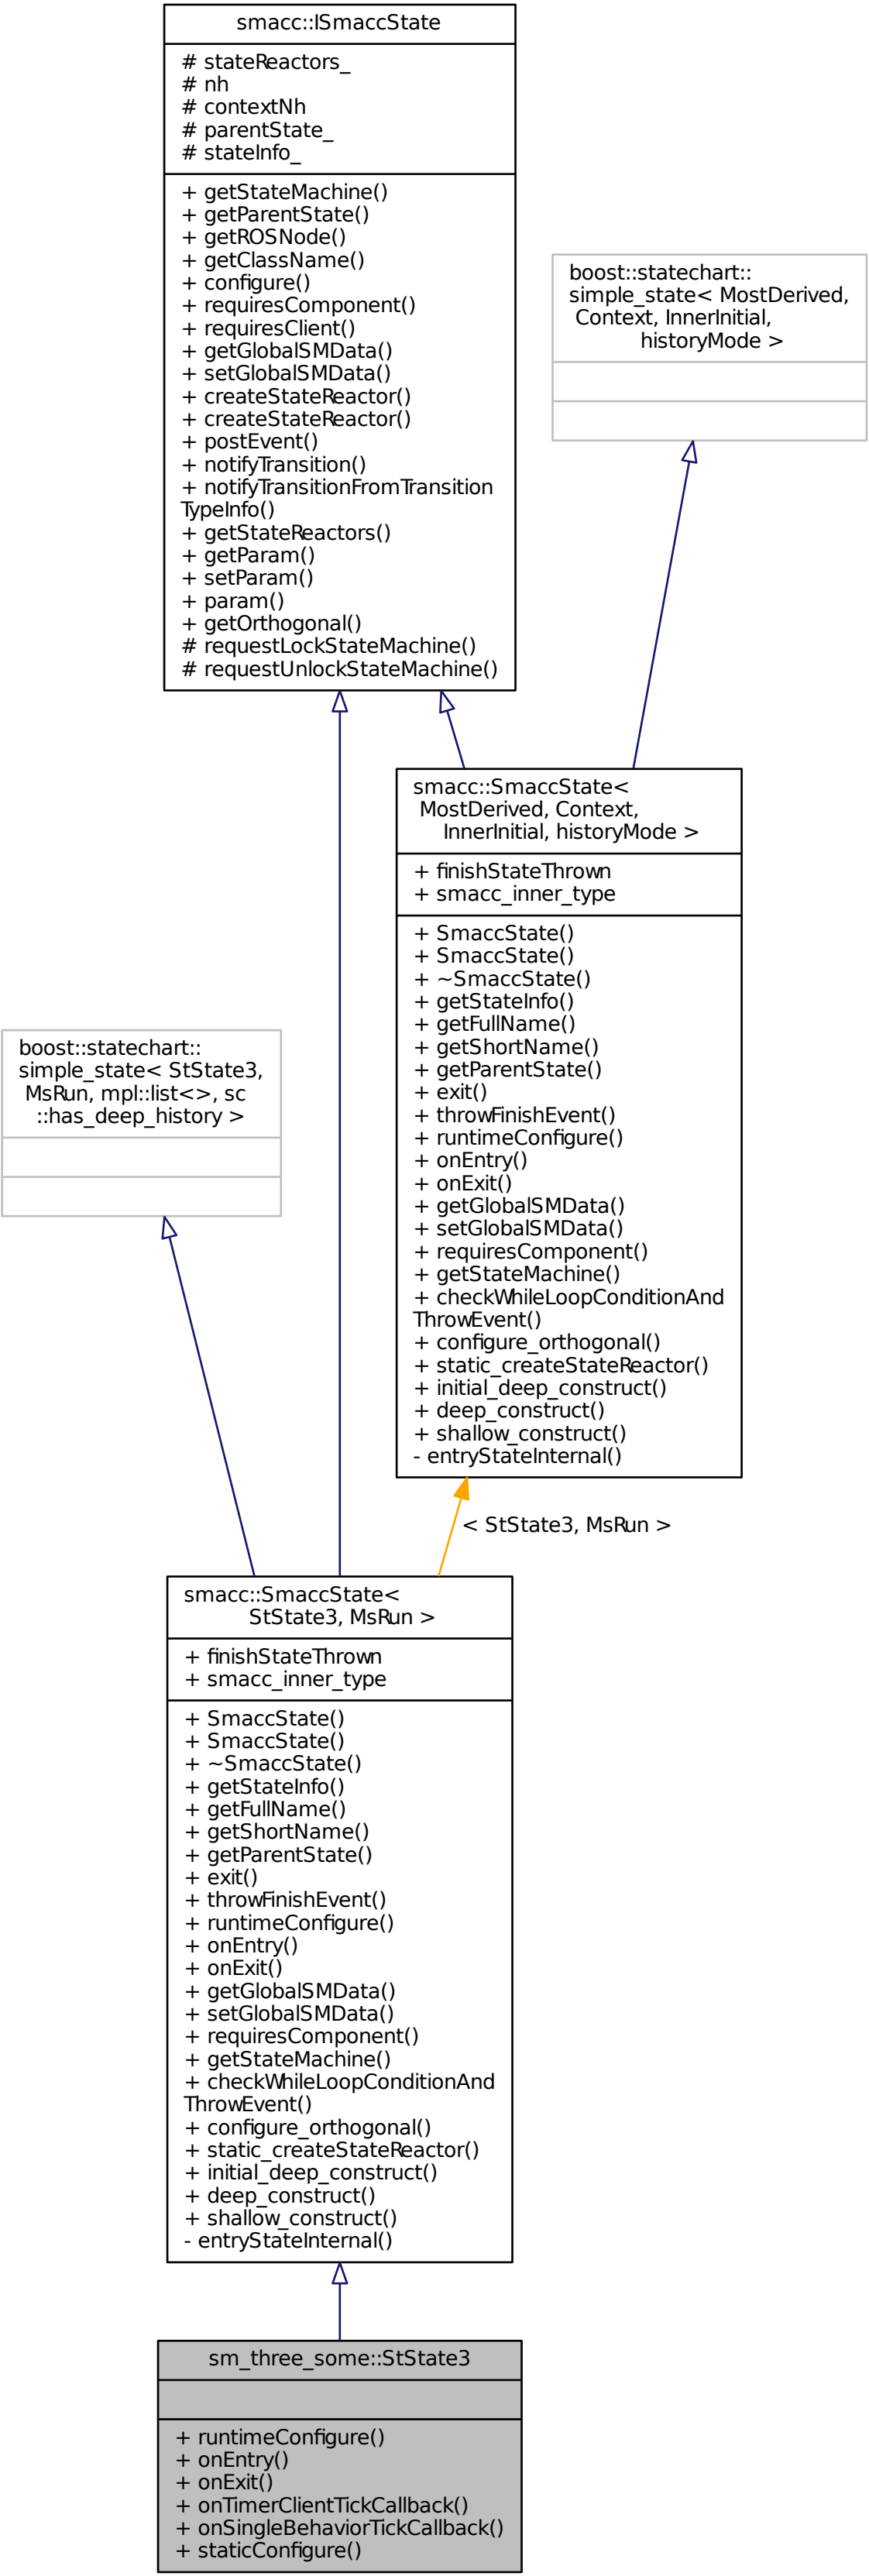 smacc::ISmaccState
# stateReactors_
# nh
# contextNh
# parentState_
# stateInfo_
+ getStateMachine()
+ getParentState()
+ getROSNode()
+ getClassName()
+ configure()
+ requiresComponent()
+ requiresClient()
+ getGlobalSMData()
+ setGlobalSMData()
+ createStateReactor()
+ createStateReactor()
+ postEvent()
+ notifyTransition()
+ notifyTransitionFromTransition
TypeInfo()
+ getStateReactors()
+ getParam()
+ setParam()
+ param()
+ getOrthogonal()
# requestLockStateMachine()
# requestUnlockStateMachine()
boost::statechart::
simple_state< MostDerived,
Context, InnerInitial,
historyMode >
smacc::SmaccState<
MostDerived, Context,
InnerInitial, historyMode >
+ finishStateThrown
+ smacc_inner_type
+ SmaccState()
+ SmaccState()
+ ~SmaccState()
+ getStateInfo()
+ getFullName()
+ getShortName()
+ getParentState()
+ exit()
+ throwFinishEvent()
+ runtimeConfigure()
+ onEntry()
+ onExit()
+ getGlobalSMData()
+ setGlobalSMData()
+ requiresComponent()
+ getStateMachine()
+ checkWhileLoopConditionAnd
ThrowEvent()
+ configure_orthogonal()
+ static_createStateReactor()
+ initial_deep_construct()
+ deep_construct()
+ shallow_construct()
- entryStateInternal()
boost::statechart::
simple_state< StState3,
MsRun, mpl::list<>, sc
::has_deep_history >
< StState3, MsRun >
smacc::SmaccState<
StState3, MsRun >
+ finishStateThrown
+ smacc_inner_type
+ SmaccState()
+ SmaccState()
+ ~SmaccState()
+ getStateInfo()
+ getFullName()
+ getShortName()
+ getParentState()
+ exit()
+ throwFinishEvent()
+ runtimeConfigure()
+ onEntry()
+ onExit()
+ getGlobalSMData()
+ setGlobalSMData()
+ requiresComponent()
+ getStateMachine()
+ checkWhileLoopConditionAnd
ThrowEvent()
+ configure_orthogonal()
+ static_createStateReactor()
+ initial_deep_construct()
+ deep_construct()
+ shallow_construct()
- entryStateInternal()
sm_three_some::StState3
+ runtimeConfigure()
+ onEntry()
+ onExit()
+ onTimerClientTickCallback()
+ onSingleBehaviorTickCallback()
+ staticConfigure()